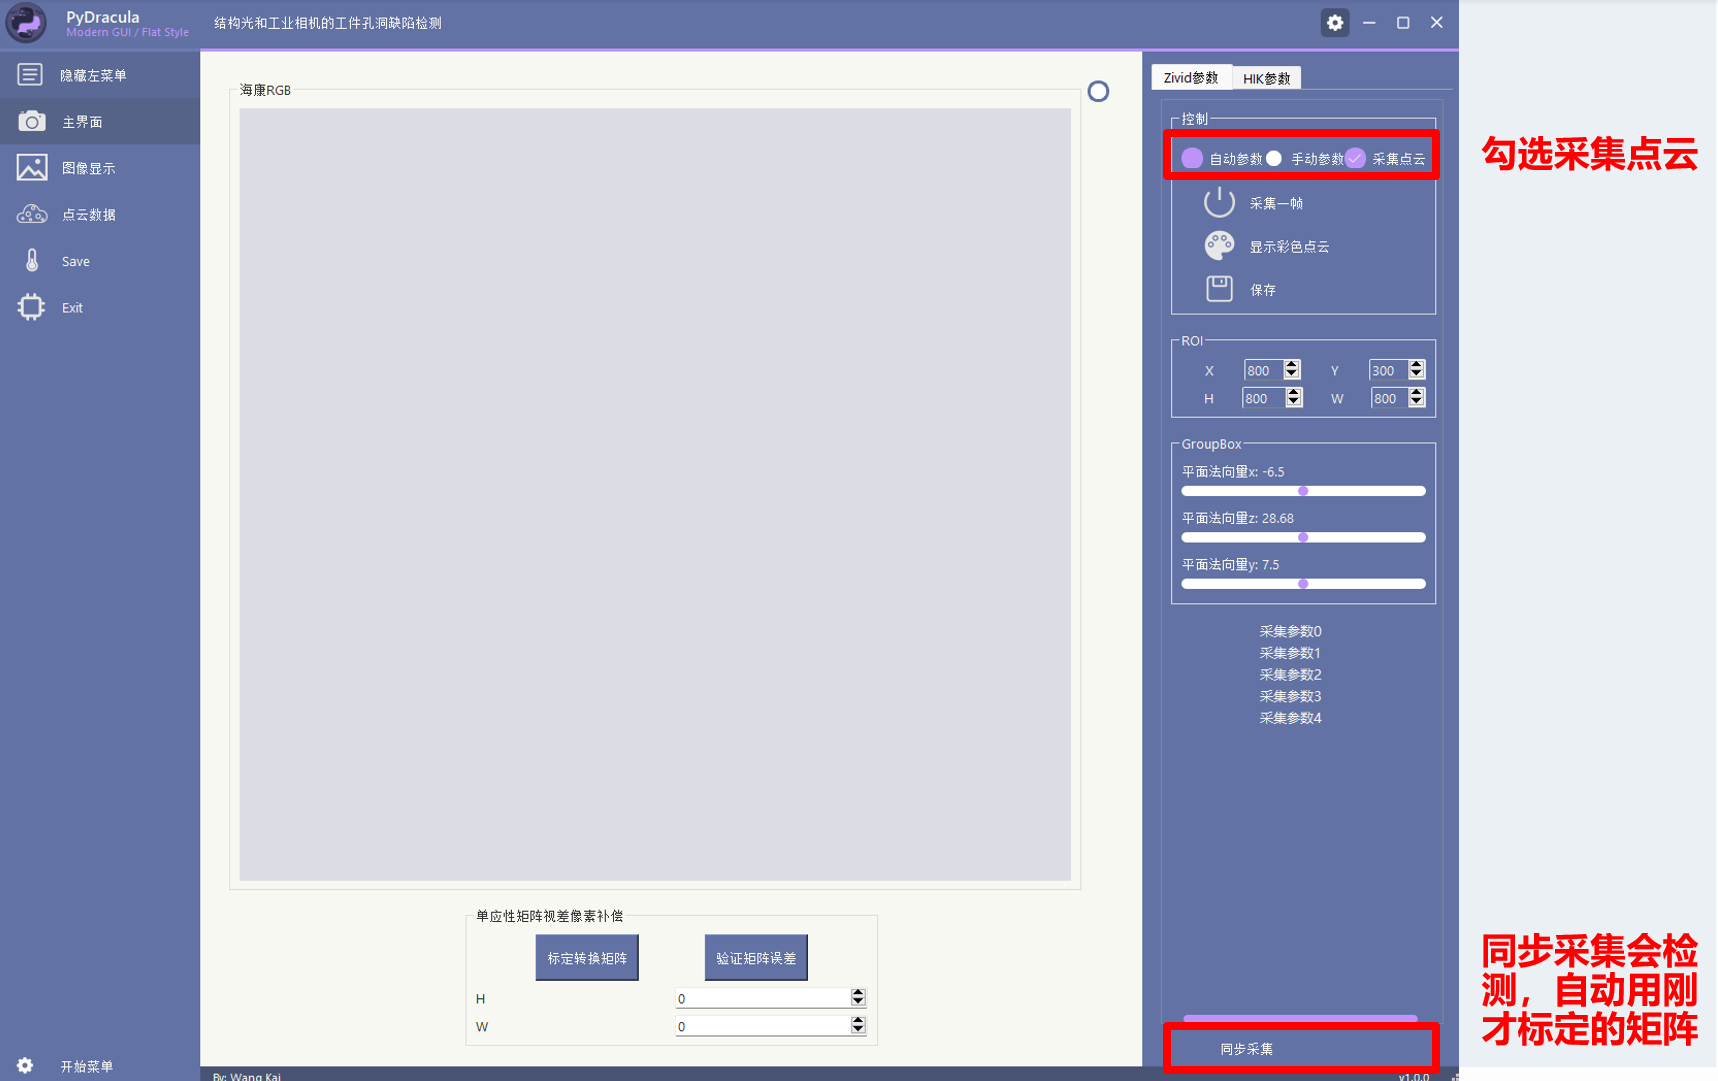 PyDracula
Modern GUI / Flat Style
结构光和工业相机的工件孔洞缺陷检测
隐藏左菜单
主界面
图像显示
点云数据
Save
Exit
开始菜单
海康RGB
单应性矩阵视差像素补偿
标定转换矩阵
验证矩阵误差
H
0
W
0
By: Wang Kai
v1.0.0
Zivid参数
HIK参数
控制
自动参数
手动参数
采集点云
采集一帧
显示彩色点云
保存
ROI
X 800 Y 300
H 800 W 800
GroupBox
平面法向量x: -6.5
平面法向量z: 28.68
平面法向量y: 7.5
采集参数0
采集参数1
采集参数2
采集参数3
采集参数4
同步采集
勾选采集点云
同步采集会检
测，自动用刚
才标定的矩阵